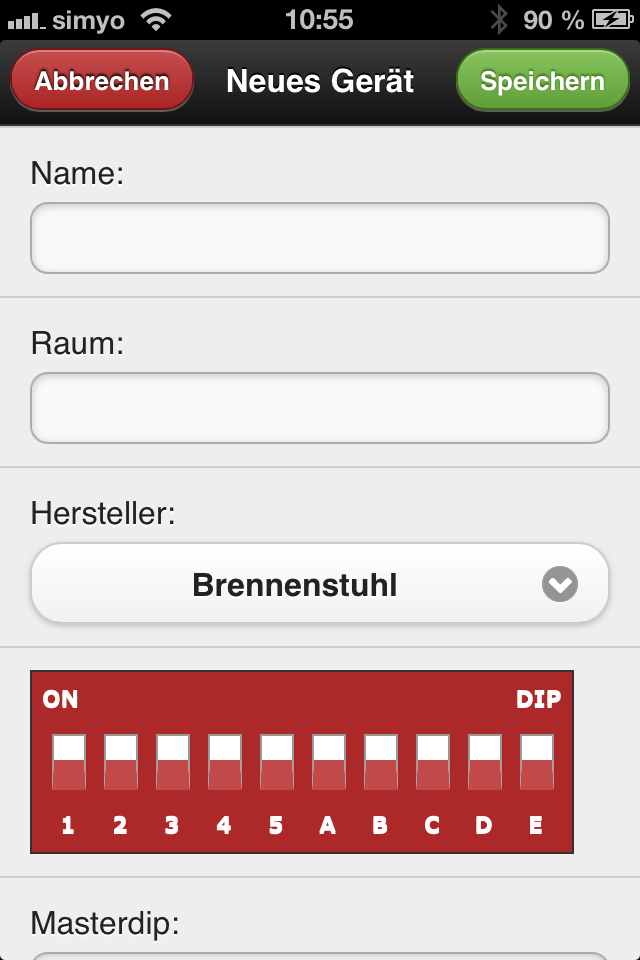 simyo 10:55 90 %
Abbrechen Neues Gerät Speichern
Name:
Raum:
Hersteller:
Brennenstuhl
ON DIP
1 2 3 4 5 A B C D E
Masterdip: